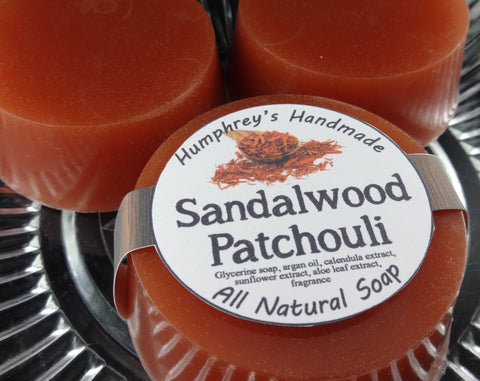 Humphrey's Handmade
Sandalwood
Patchouli
Glycerine soap, argan oil, calendula extract,
sunflower extract, aloe leaf extract,
fragrance
All Natural Soap